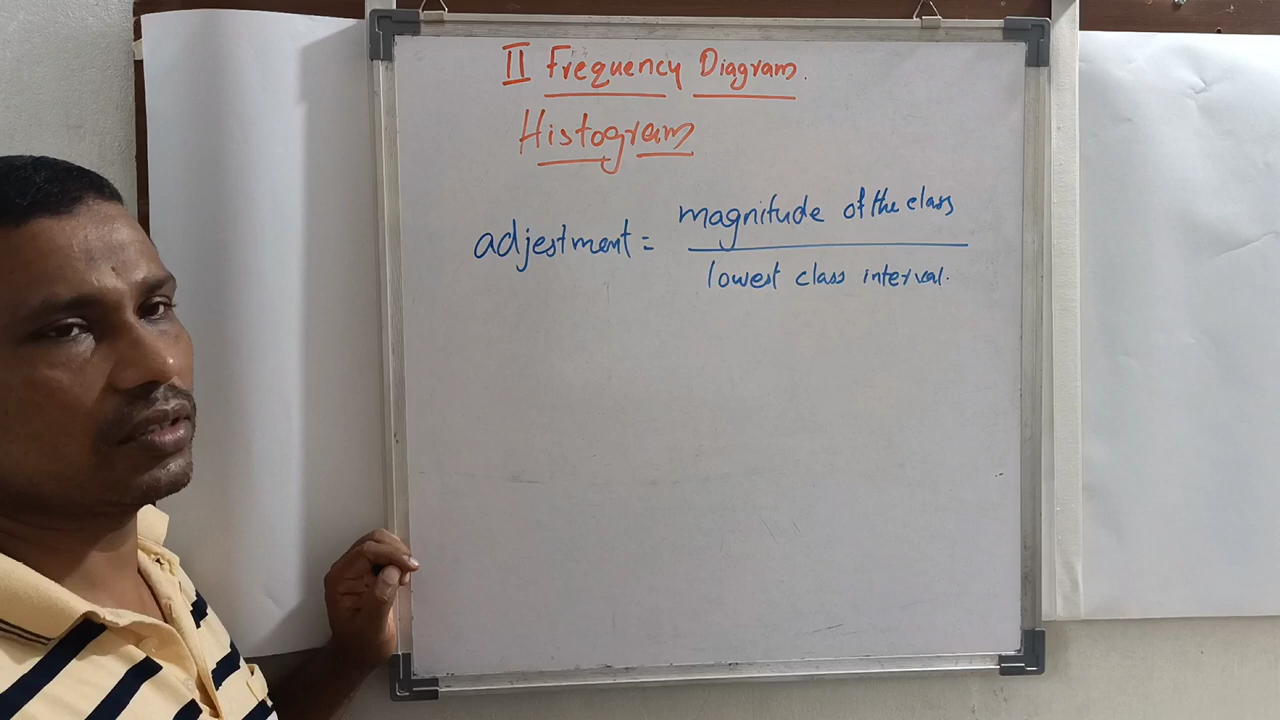 II Frequency Diagram.
Histogram
adjestment = magnitude of the class
lowest class interval.